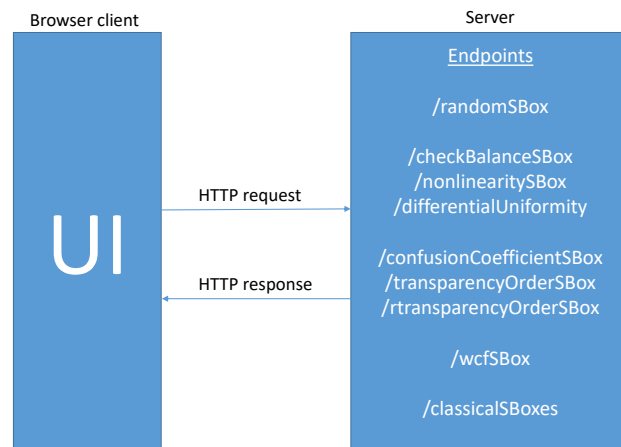 Browser client
Server
UI
HTTP request
HTTP response
Endpoints
/randomSBox
/checkBalanceSBox
/nonlinearitySBox
/differentialUniformity
/confusionCoefficientSBox
/transparencyOrderSBox
/rtransparencyOrderSBox
/wcfSBox
/classicalSBoxes